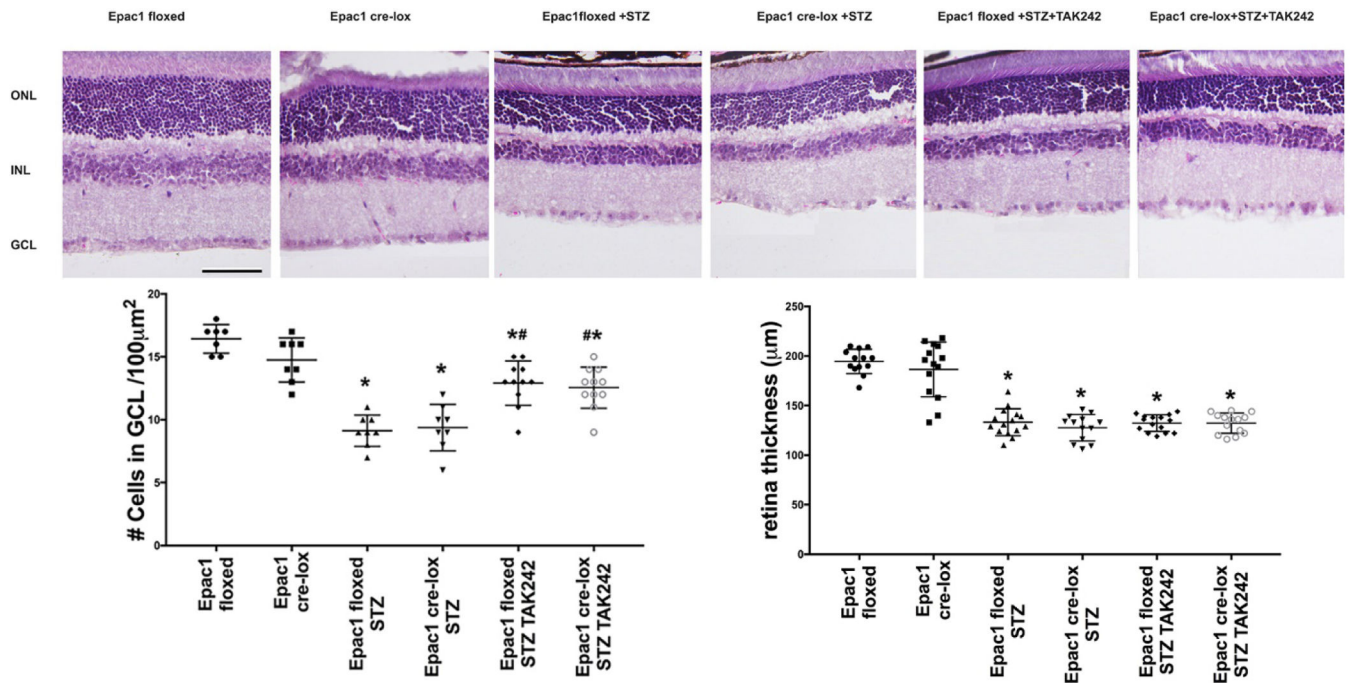 Epac1 floxed
Epac1 cre-lox
Epac1floxed +STZ
Epac1 cre-lox +STZ
Epac1 floxed +STZ+TAK242
Epac1 cre-lox+STZ+TAK242
ONL
INL
GCL
# Cells in GCL /100µm²
20
15
10
5
0
*
*
*#
#*
Epac1
floxed
Epac1
cre-lox
Epac1 floxed
STZ
Epac1 cre-lox
STZ
Epac1 floxed
STZ TAK242
Epac1 cre-lox
STZ TAK242
retina thickness (µm)
250
200
150
100
50
0
*
*
*
*
Epac1
floxed
Epac1
cre-lox
Epac1 floxed
STZ
Epac1 cre-lox
STZ
Epac1 floxed
STZ TAK242
Epac1 cre-lox
STZ TAK242